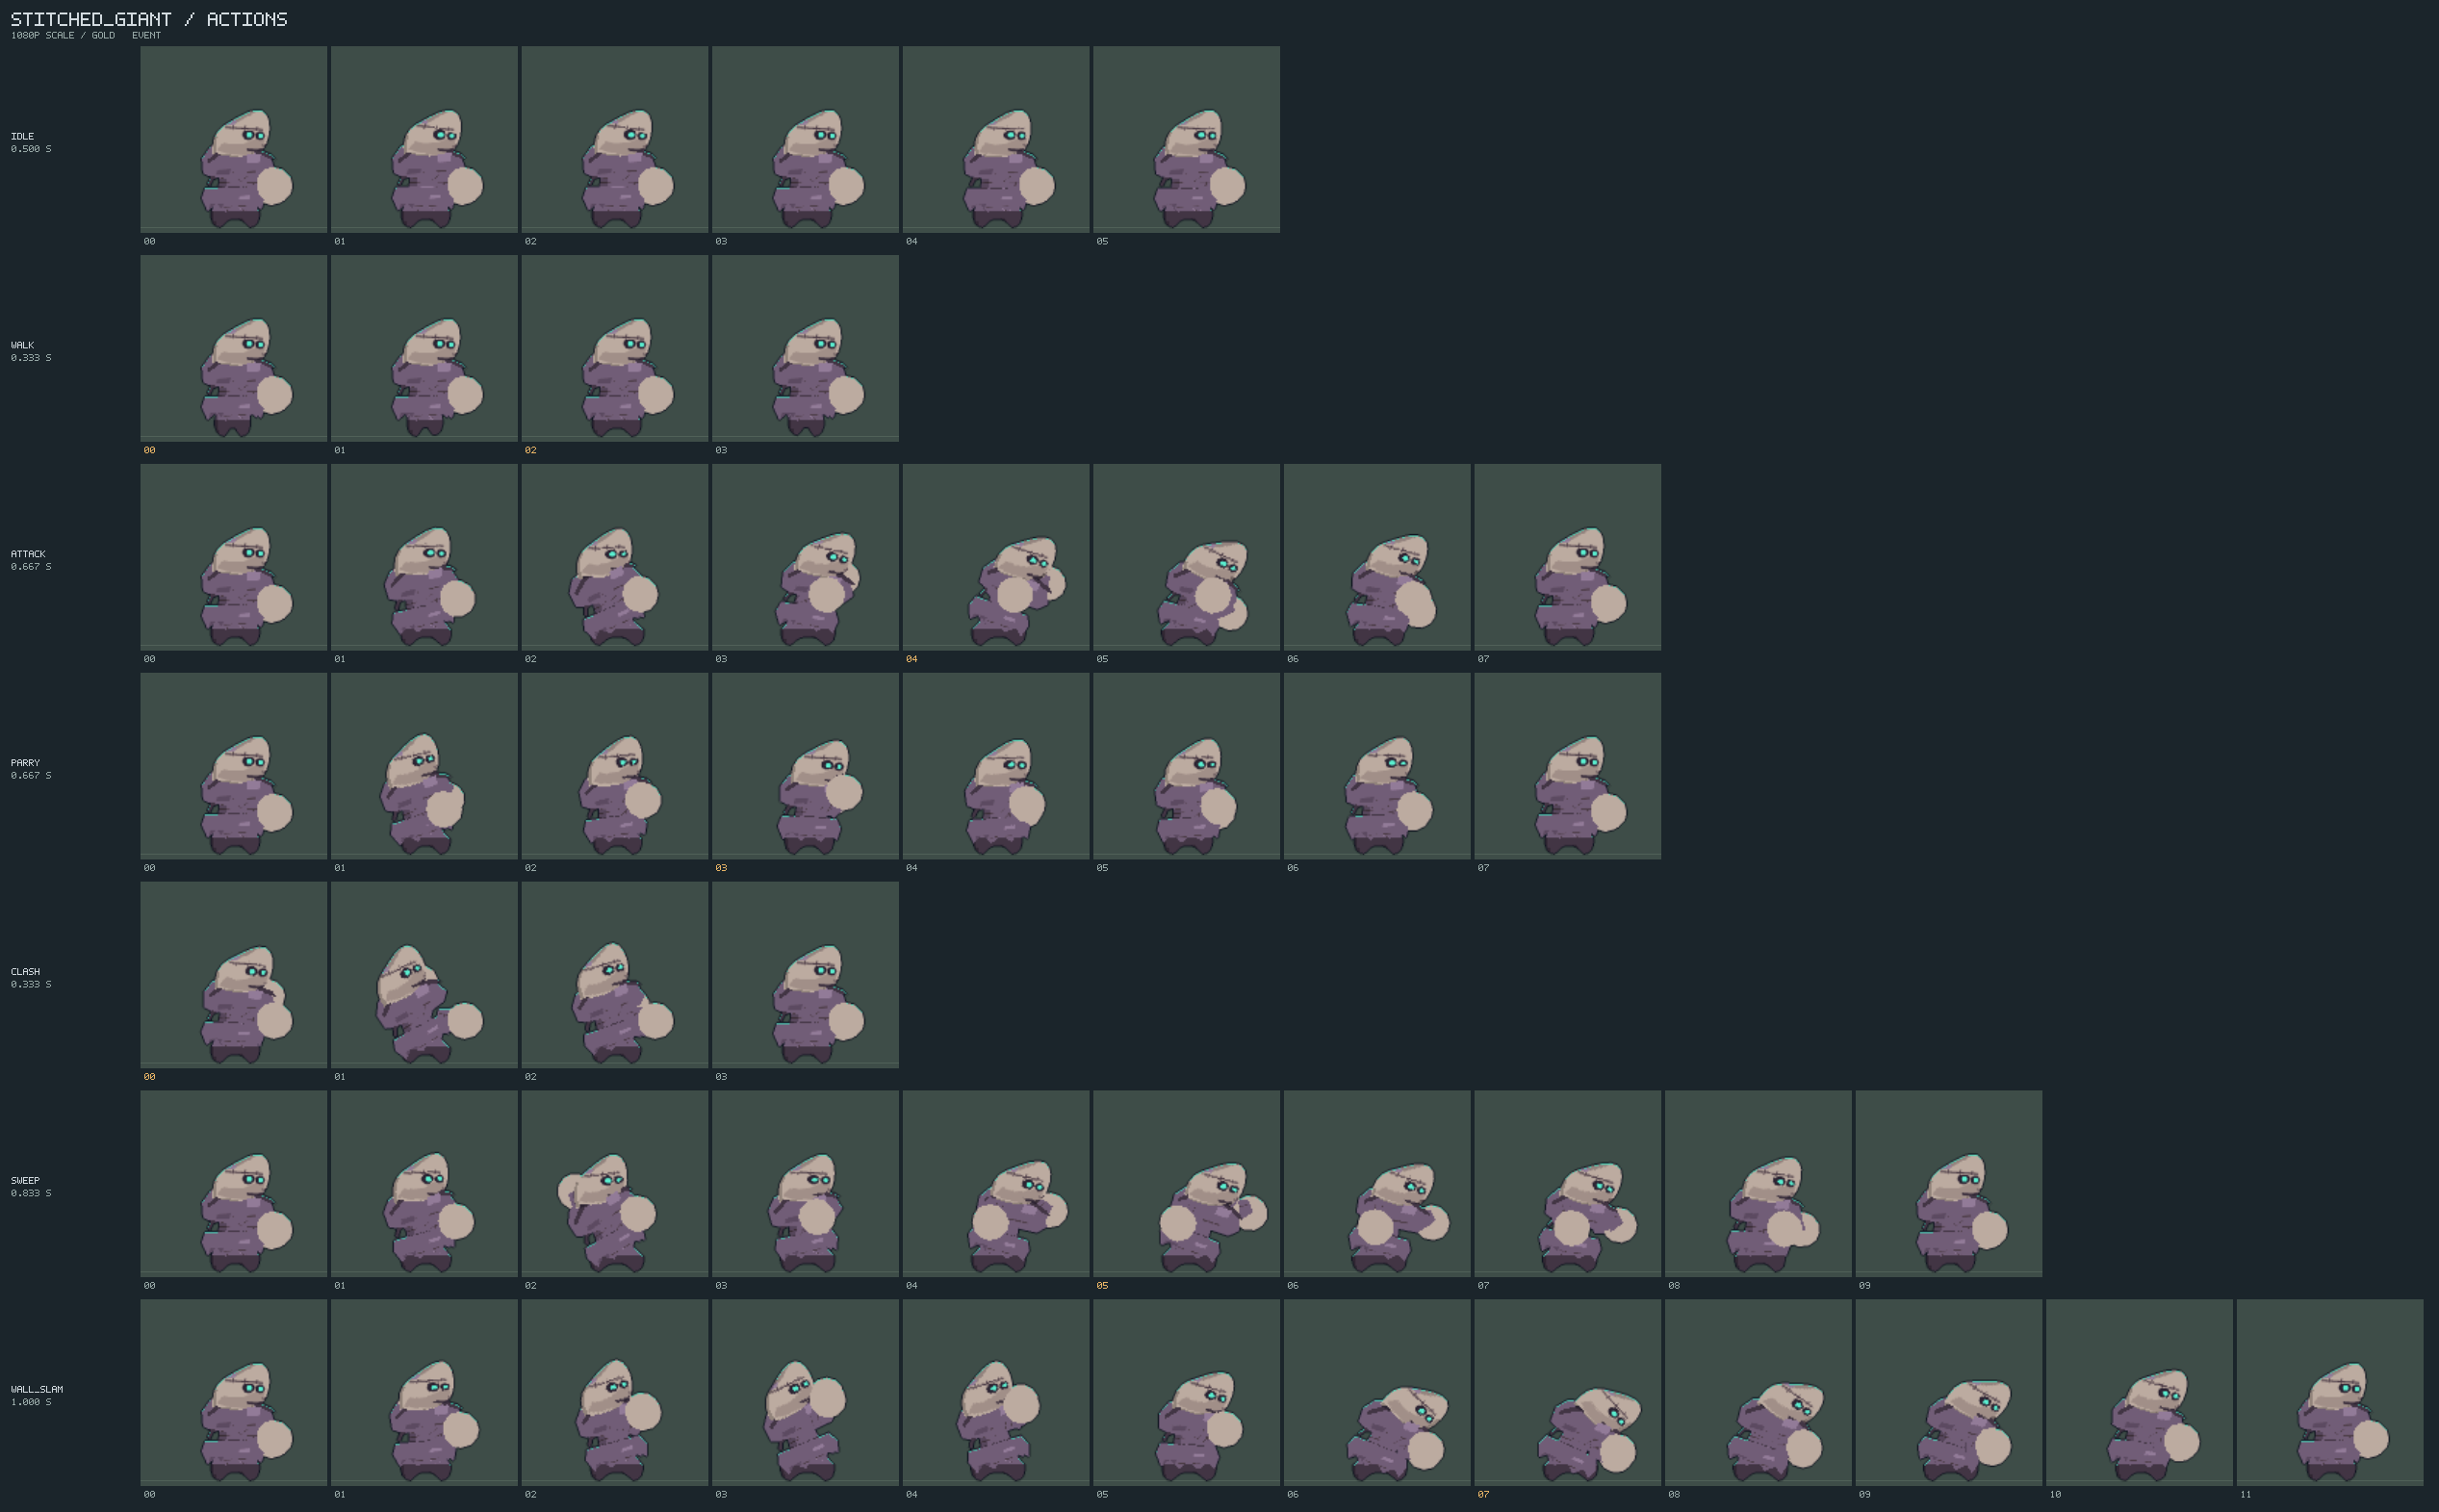 STITCHED_GIANT / ACTIONS
1080P SCALE / GOLD EVENT
IDLE
0.500 S
00 01 02 03 04 05
WALK
0.333 S
00 01 02 03
ATTACK
0.667 S
00 01 02 03 04 05 06 07
PARRY
0.667 S
00 01 02 03 04 05 06 07
CLASH
0.333 S
00 01 02 03
SWEEP
0.833 S
00 01 02 03 04 05 06 07 08 09
WALL_SLAM
1.000 S
00 01 02 03 04 05 06 07 08 09 10 11